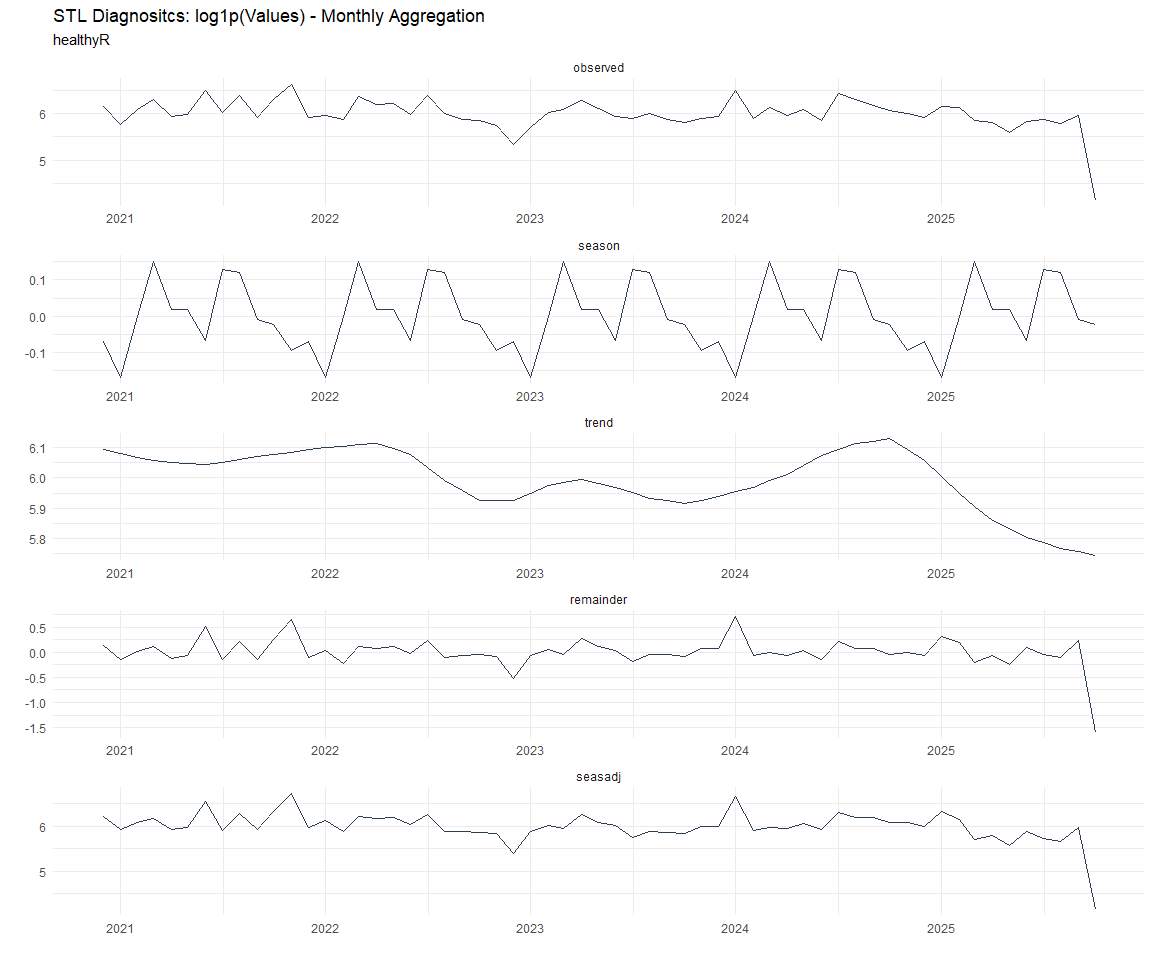 STL Diagnositcs: log1p(Values) - Monthly Aggregation
healthyR
observed
6
5
2021 2022 2023 2024 2025
season
0.1
0.0
-0.1
2021 2022 2023 2024 2025
trend
6.1
6.0
5.9
5.8
2021 2022 2023 2024 2025
remainder
0.5
0.0
-0.5
-1.0
-1.5
2021 2022 2023 2024 2025
seasadj
6
5
2021 2022 2023 2024 2025